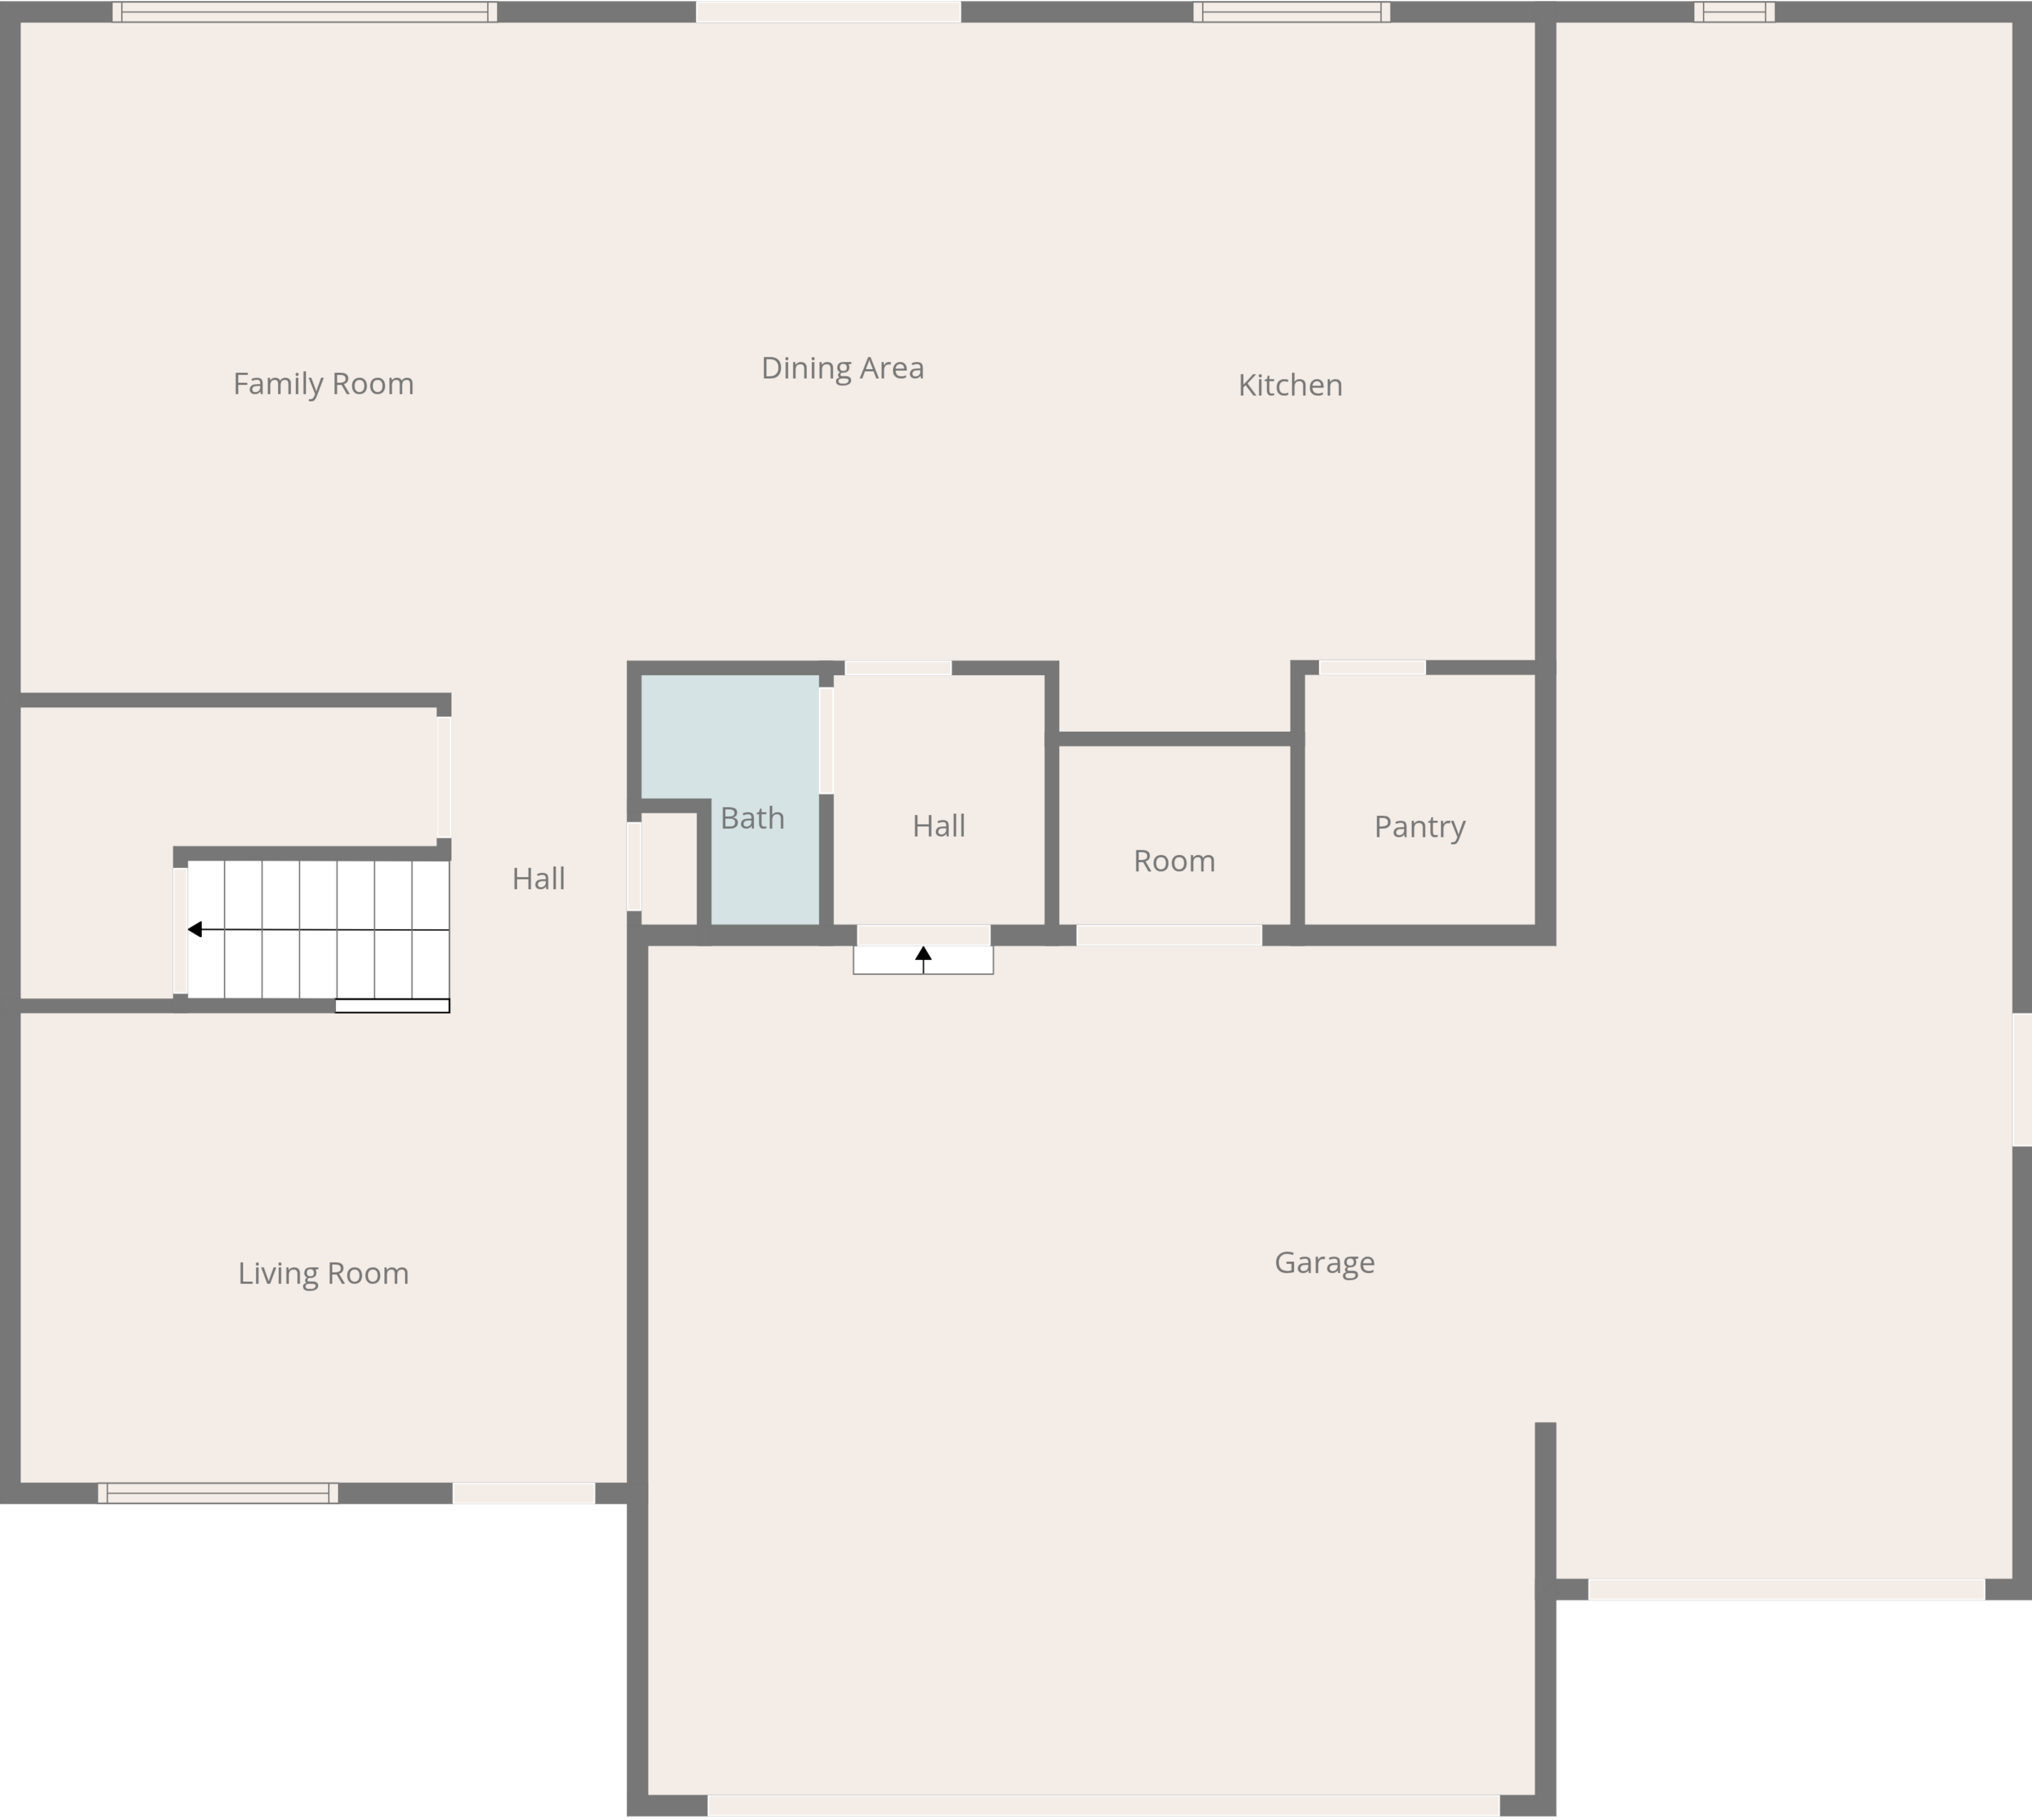 Family Room
Dining Area
Kitchen
Bath
Hall
Pantry
Room
Hall
Garage
Living Room